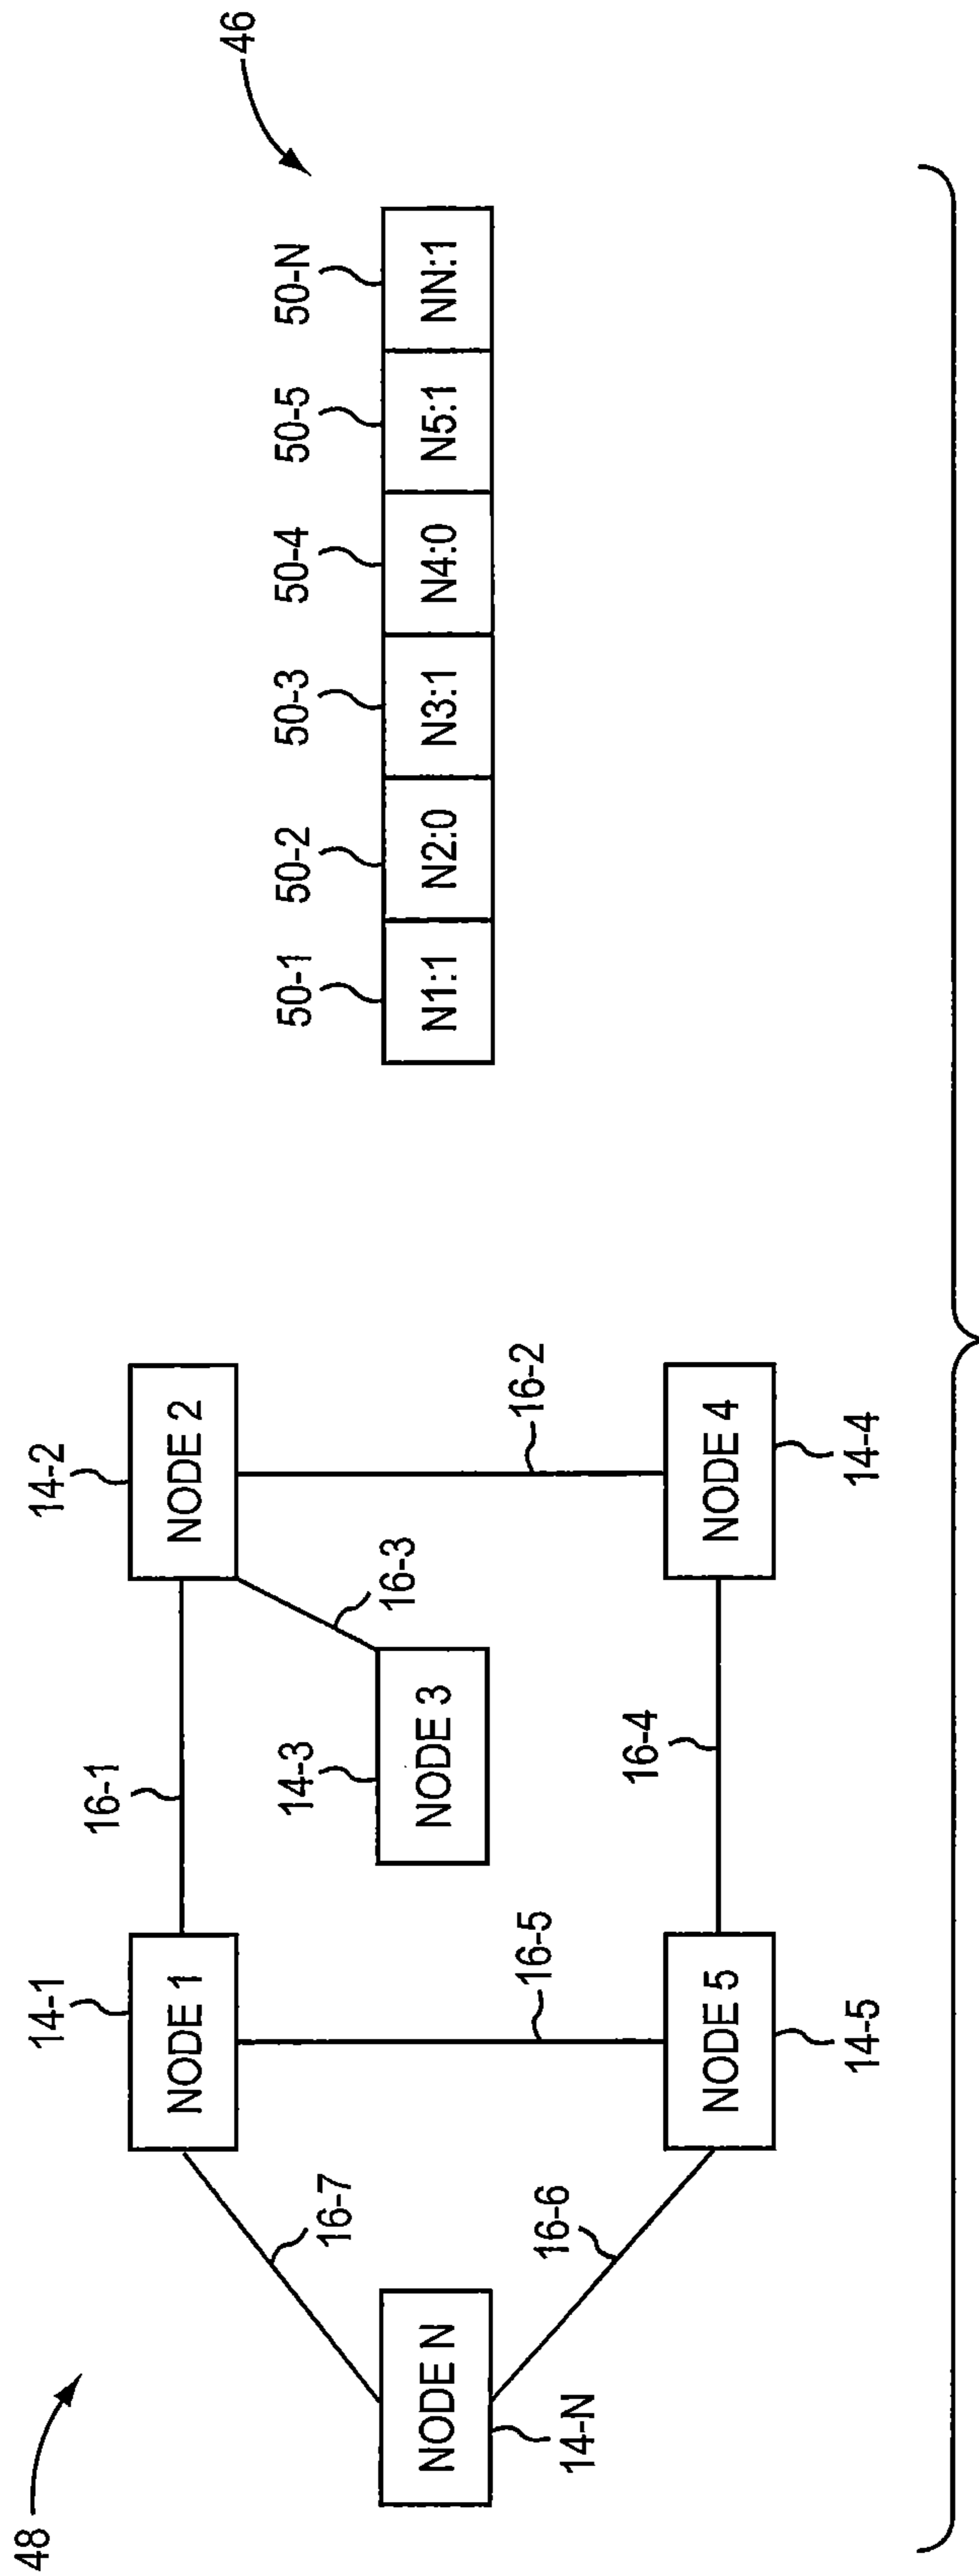 48
14-1
14-2
16-1
NODE 1
NODE 2
16-7
16-3
14-3
NODE N
NODE 3
14-N
16-5
16-2
16-6
16-4
NODE 5
NODE 4
14-5
14-4
46
50-1
50-2
50-3
50-4
50-5
50-N
N1:1
N2:0
N3:1
N4:0
N5:1
NN:1